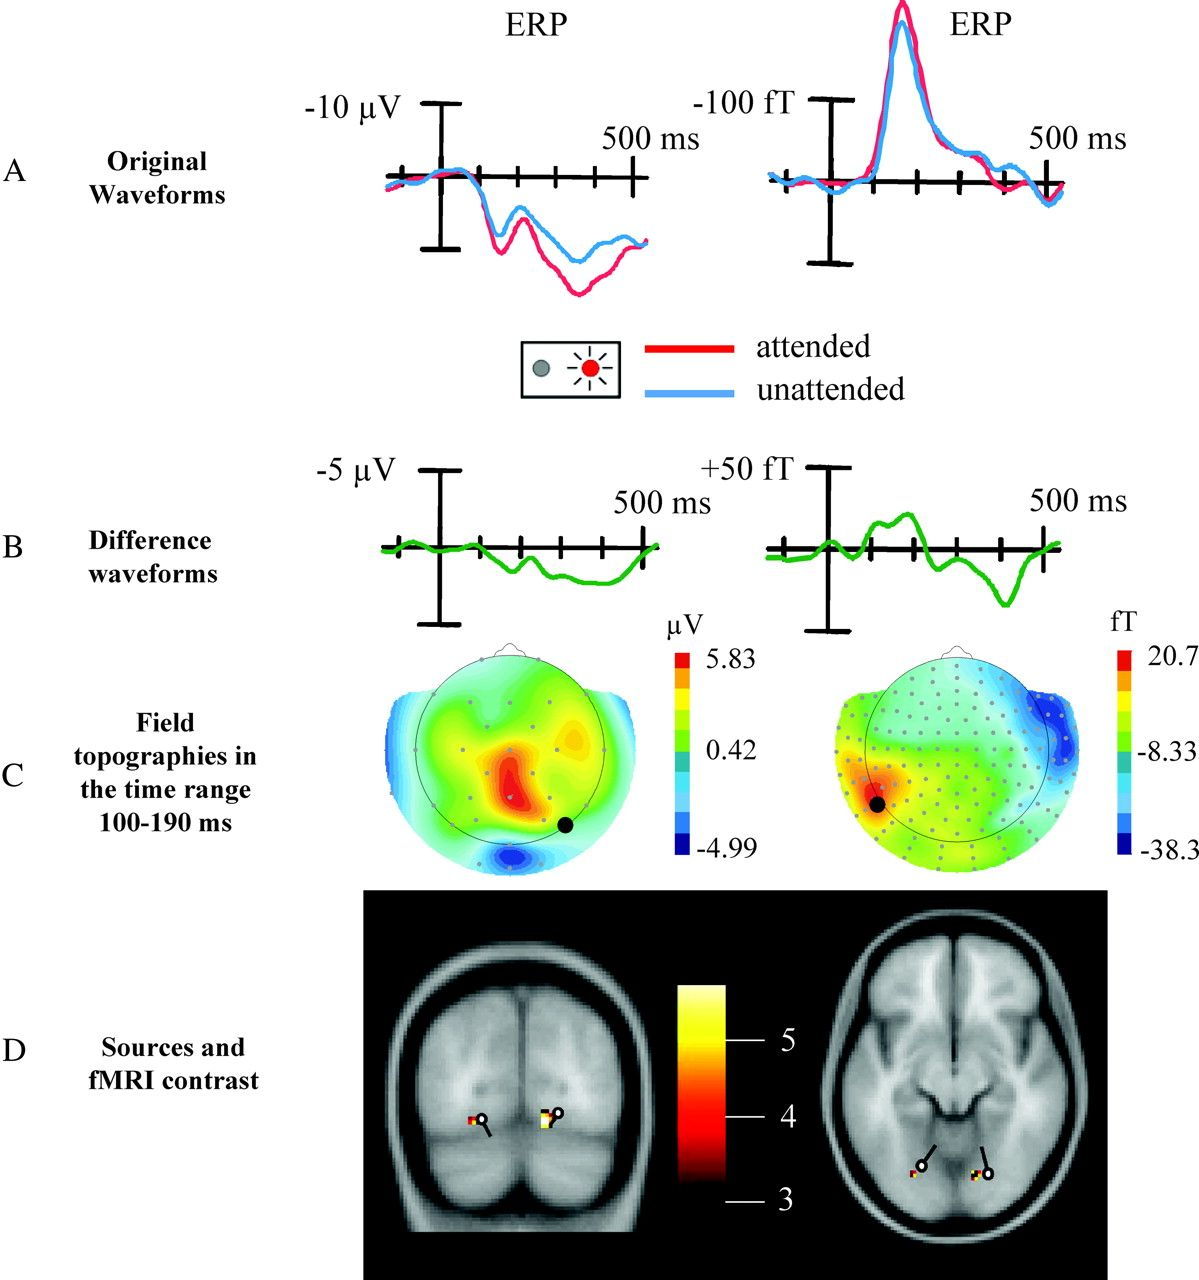 ERP
ERP
-10 µV
500 ms
-100 fT
500 ms
A
Original
Waveforms
attended
unattended
-5 µV
500 ms
+50 fT
500 ms
B
Difference
waveforms
µV
5.83
0.42
-4.99
fT
20.7
-8.33
-38.3
C
Field
topographies in
the time range
100-190 ms
D
Sources and
fMRI contrast
5
4
3